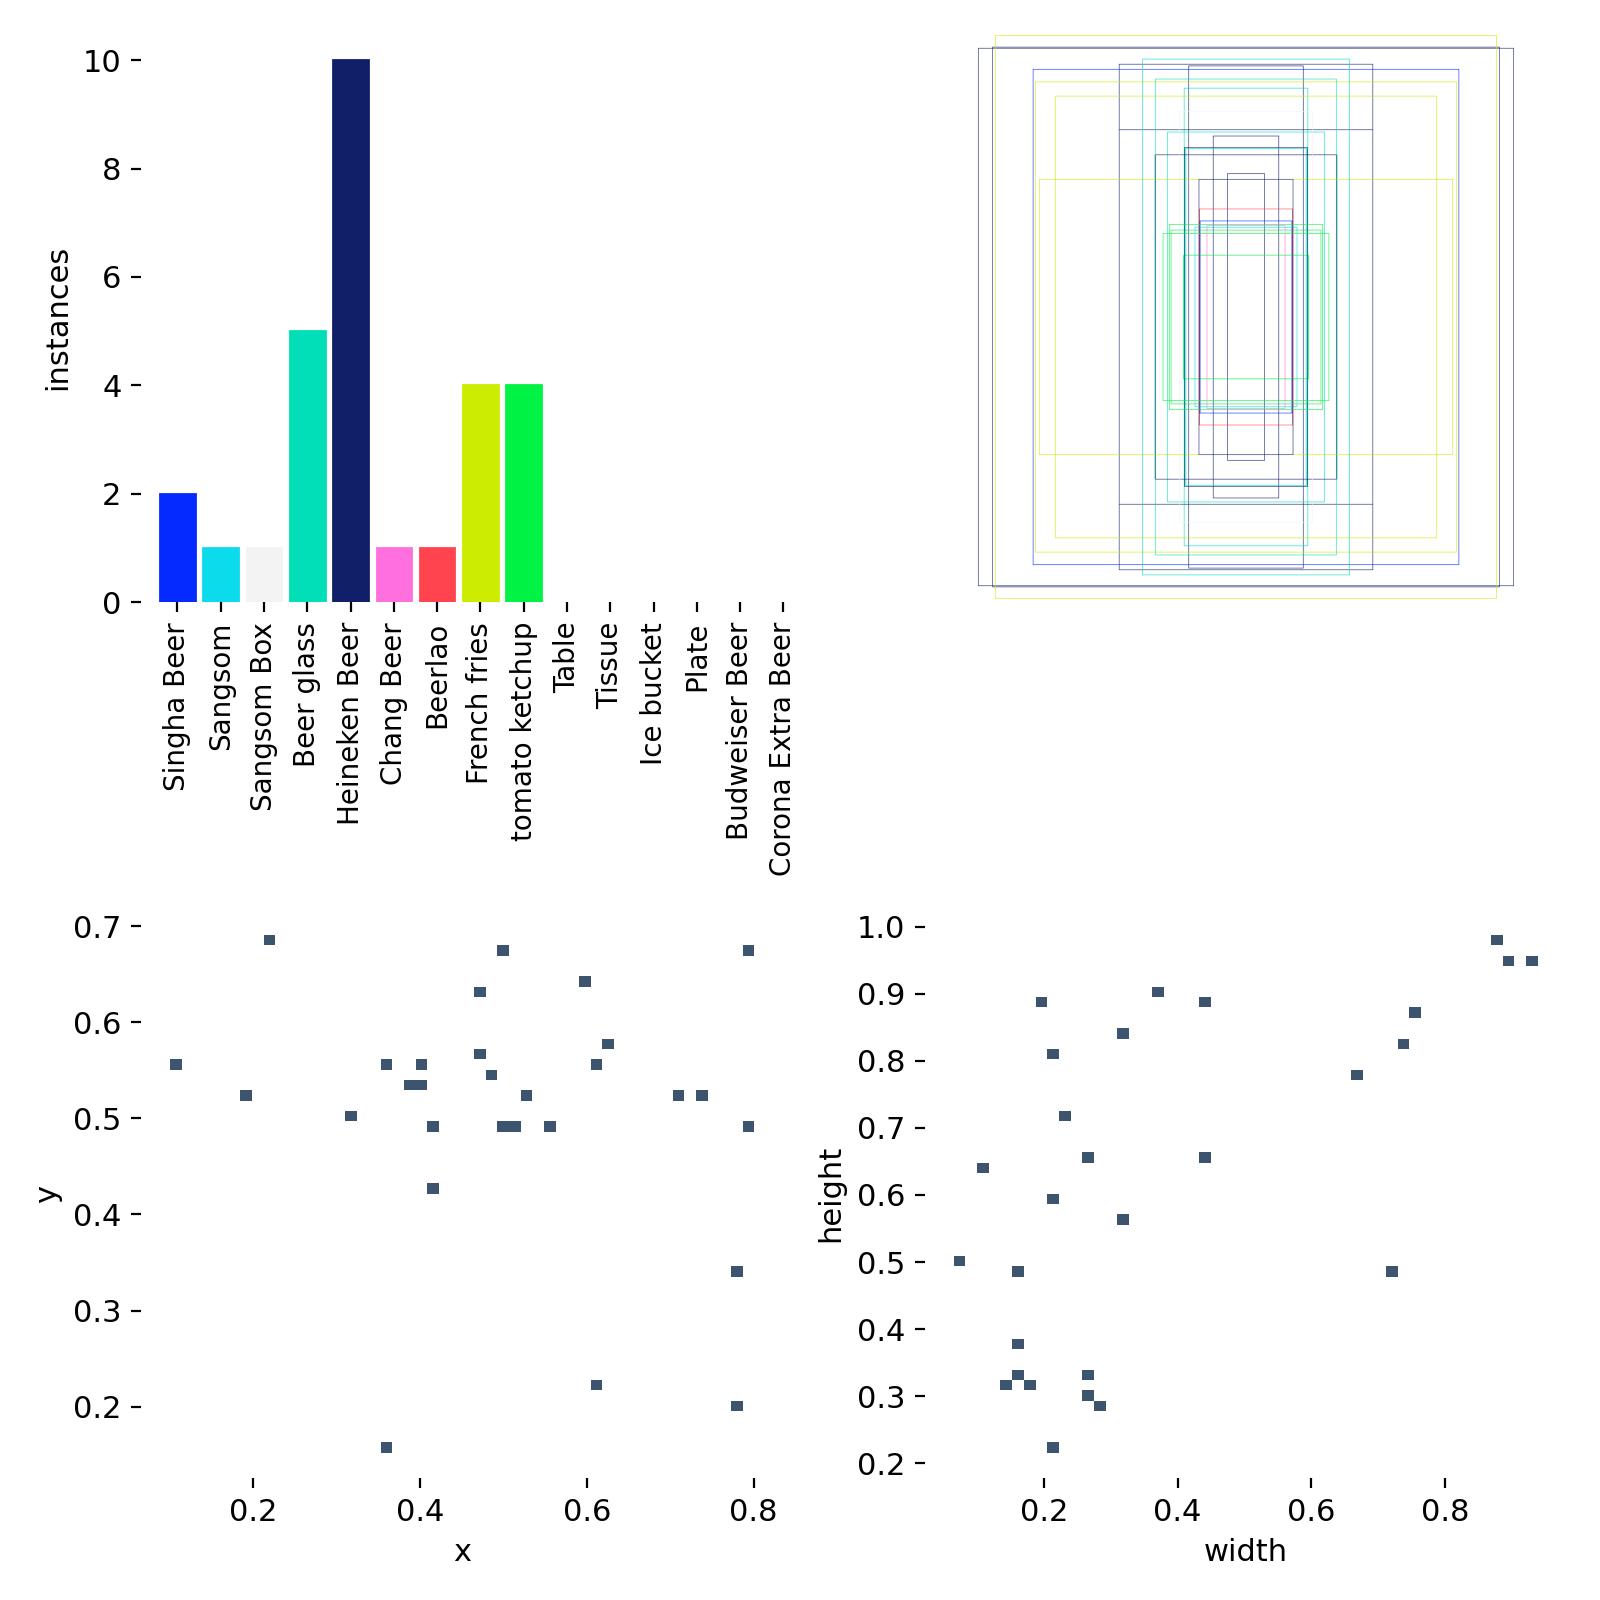 instances
10
8
6
4
2
0
Singha Beer
Sangsom
Sangsom Box
Beer glass
Heineken Beer
Chang Beer
Beerlao
French fries
tomato ketchup
Table
Tissue
Ice bucket
Plate
Budweiser Beer
Corona Extra Beer
y
0.7
0.6
0.5
0.4
0.3
0.2
0.2 0.4 0.6 0.8
x
height
1.0
0.9
0.8
0.7
0.6
0.5
0.4
0.3
0.2
0.2 0.4 0.6 0.8
width